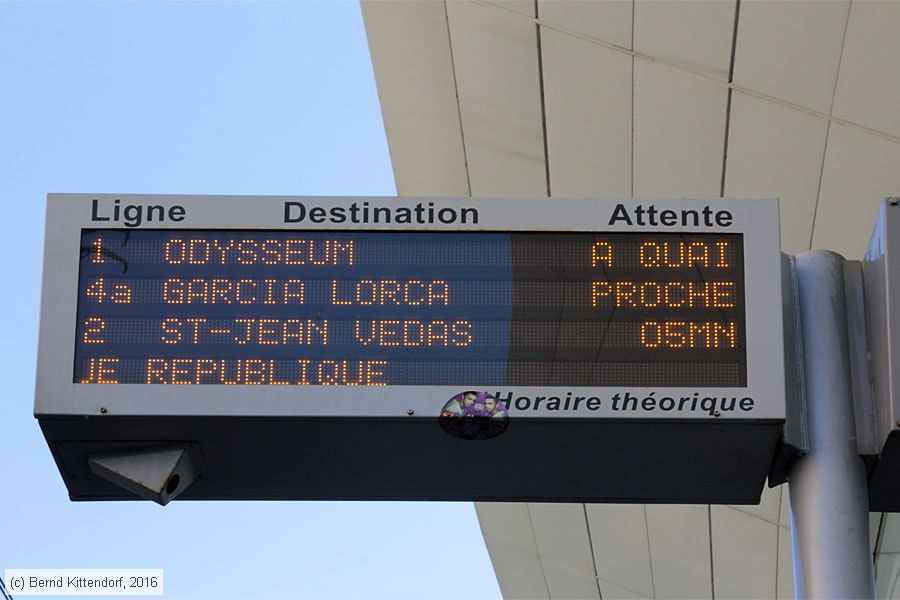 Ligne Destination Attente
1 ODYSSEUM A QUAI
4a GARCIA LORCA PROCHE
2 ST-JEAN VEDAS 05MN
JE REPUBLIQUE
Horaire théorique
(c) Bernd Kittendorf, 2016